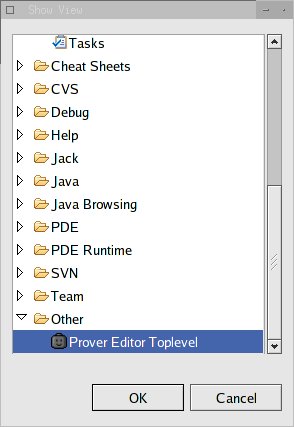 Show View
Tasks
Cheat Sheets
CVS
Debug
Help
Jack
Java
Java Browsing
PDE
PDE Runtime
SVN
Team
Other
Prover Editor Toplevel
OK
Cancel